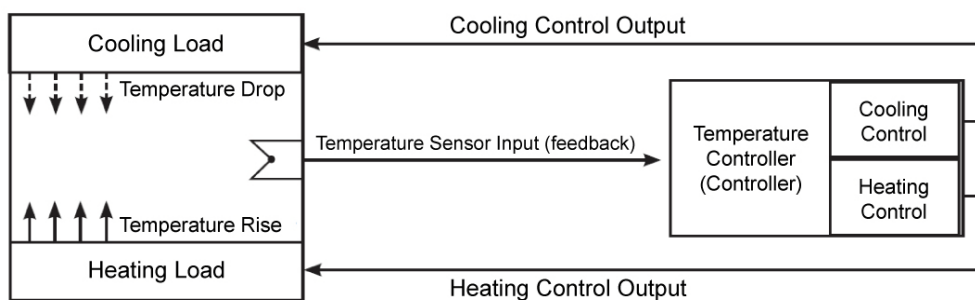 Cooling Control Output
Cooling Load
Temperature Drop
Cooling
Control
Temperature Sensor Input (feedback)
Temperature
Controller
(Controller)
Heating
Control
Temperature Rise
Heating Load
Heating Control Output